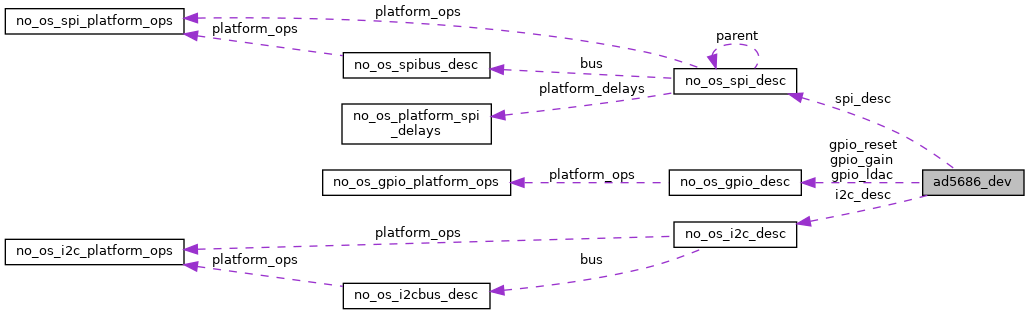 platform_ops
no_os_spi_platform_ops
platform_ops
parent
no_os_spibus_desc
bus
no_os_spi_desc
platform_delays
spi_desc
no_os_platform_spi
_delays
gpio_reset
gpio_gain
gpio_ldac
no_os_gpio_platform_ops
platform_ops
no_os_gpio_desc
ad5686_dev
i2c_desc
platform_ops
no_os_i2c_desc
no_os_i2c_platform_ops
platform_ops
bus
no_os_i2cbus_desc